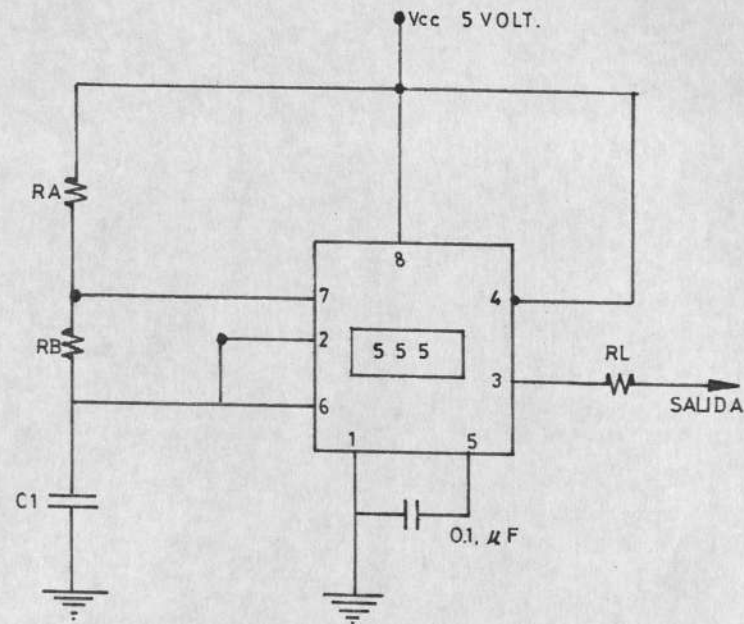 Vcc 5 VOLT.
RA
8
7
4
RB
2
5 5 5
RL
3
6
SALIDA
1
5
C1
0.1, μF